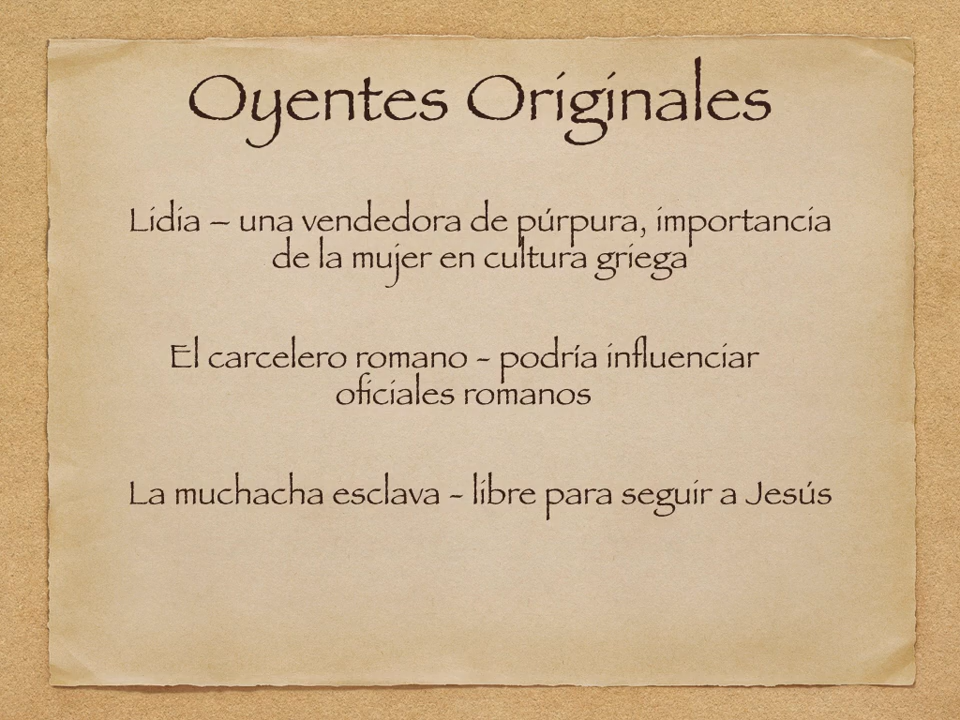 Oyentes Originales
Lidia – una vendedora de púrpura, importancia
de la mujer en cultura griega
El carcelero romano - podría influenciar
oficiales romanos
La muchacha esclava - libre para seguir a Jesús